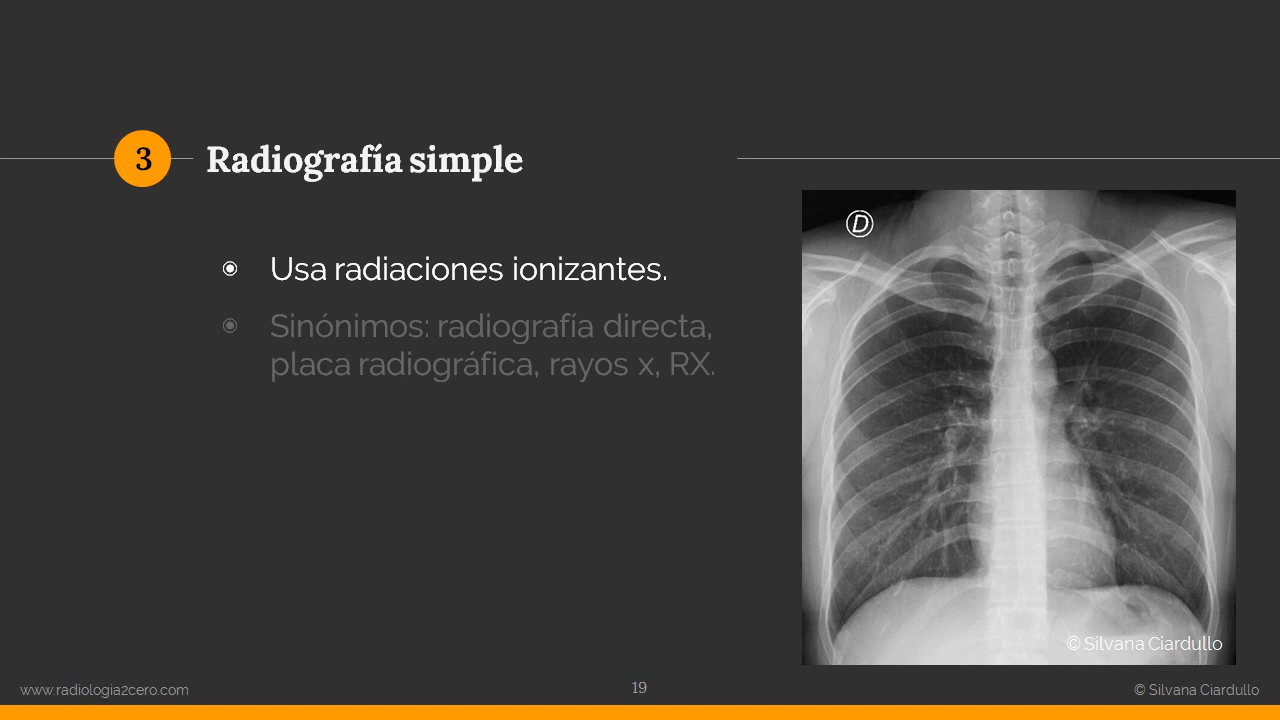 3 Radiografía simple
D
Usa radiaciones ionizantes.
Sinónimos: radiografía directa,
placa radiográfica, rayos x, RX.
© Silvana Ciardullo
www.radiologia2cero.com
19
© Silvana Ciardullo